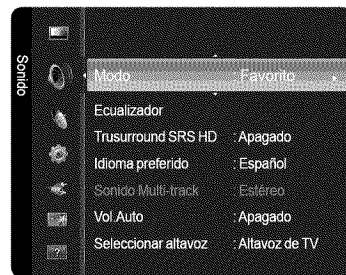 Sonido
Modo : Favorito
Ecualizador
Trusurround SRS HD : Apagado
Idioma preferido : Español
Sonido Multi-track : Estéreo
Vol.Auto : Apagado
Seleccionar altavoz : Altavoz de TV